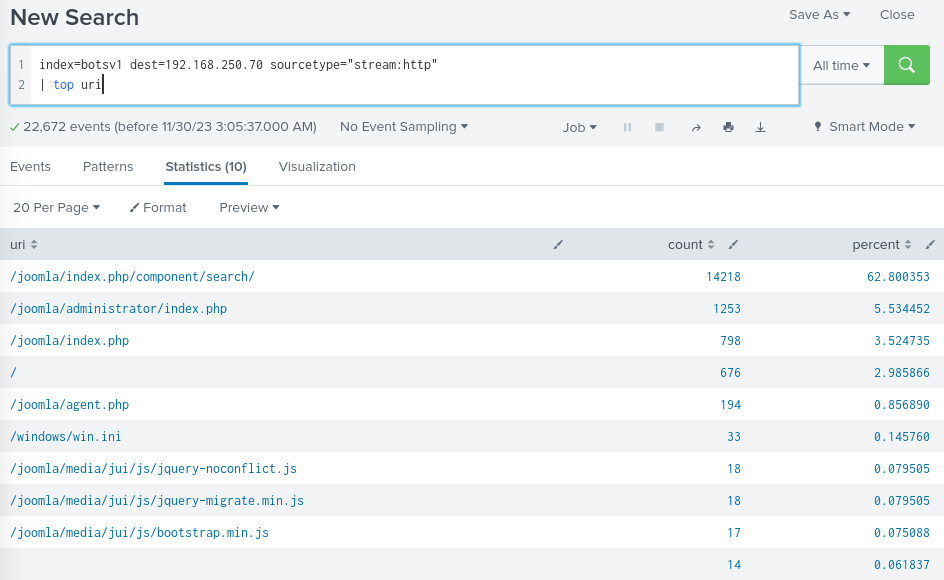 New Search
Save As Close
1 index=botsv1 dest=192.168.250.70 sourcetype="stream:http"
2 | top uri
All time
22,672 events (before 11/30/23 3:05:37.000 AM) No Event Sampling Job Smart Mode
Events Patterns Statistics (10) Visualization
20 Per Page Format Preview
uri count percent
/joomla/index.php/component/search/ 14218 62.800353
/joomla/administrator/index.php 1253 5.534452
/joomla/index.php 798 3.524735
/ 676 2.985866
/joomla/agent.php 194 0.856890
/windows/win.ini 33 0.145760
/joomla/media/jui/js/jquery-noconflict.js 18 0.079505
/joomla/media/jui/js/jquery-migrate.min.js 18 0.079505
/joomla/media/jui/js/bootstrap.min.js 17 0.075088
14 0.061837